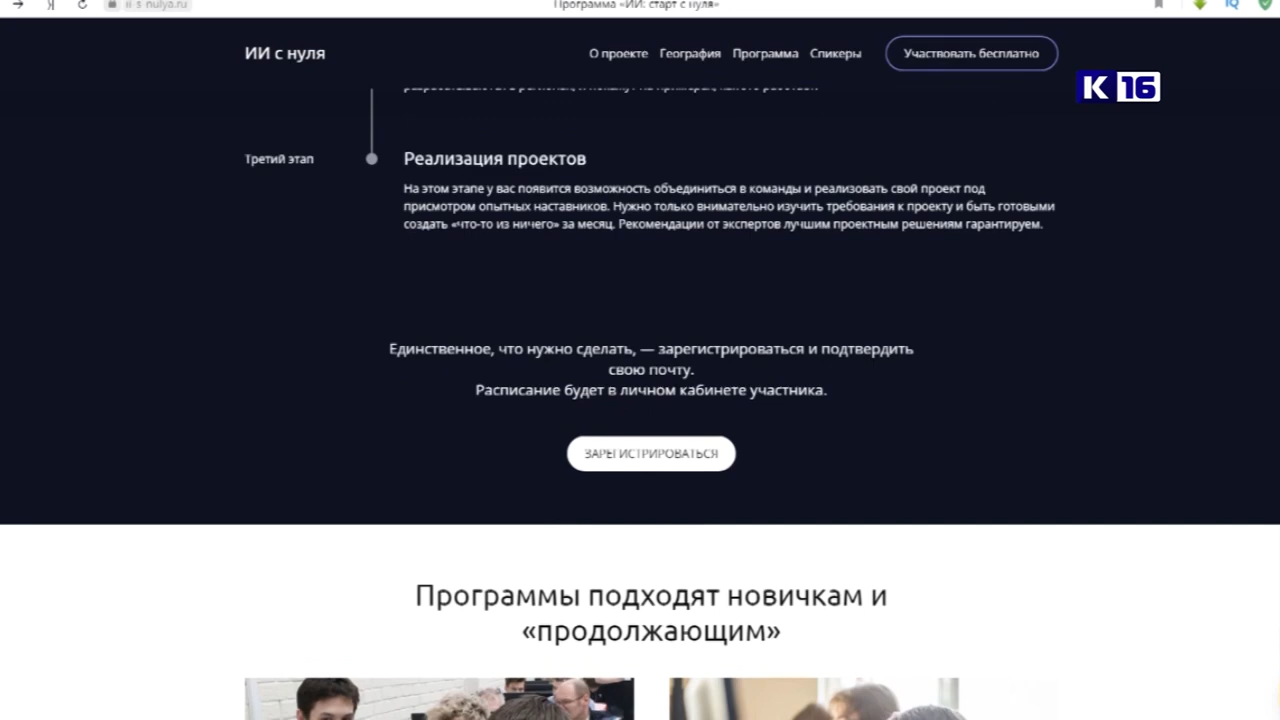 Программа «ИИ: старт с нуля»
ИИ с нуля
О проекте География Программа Спикеры Участвовать бесплатно
К 16
Третий этап
Реализация проектов
На этом этапе у вас появится возможность объединиться в команды и реализовать свой проект под
присмотром опытных наставников. Нужно только внимательно изучить требования к проекту и быть готовыми
создать «что-то из ничего» за месяц. Рекомендации от экспертов лучшим проектным решениям гарантируем.
Единственное, что нужно сделать, — зарегистрироваться и подтвердить
свою почту.
Расписание будет в личном кабинете участника.
ЗАРЕГИСТРИРОВАТЬСЯ
Программы подходят новичкам и
«продолжающим»